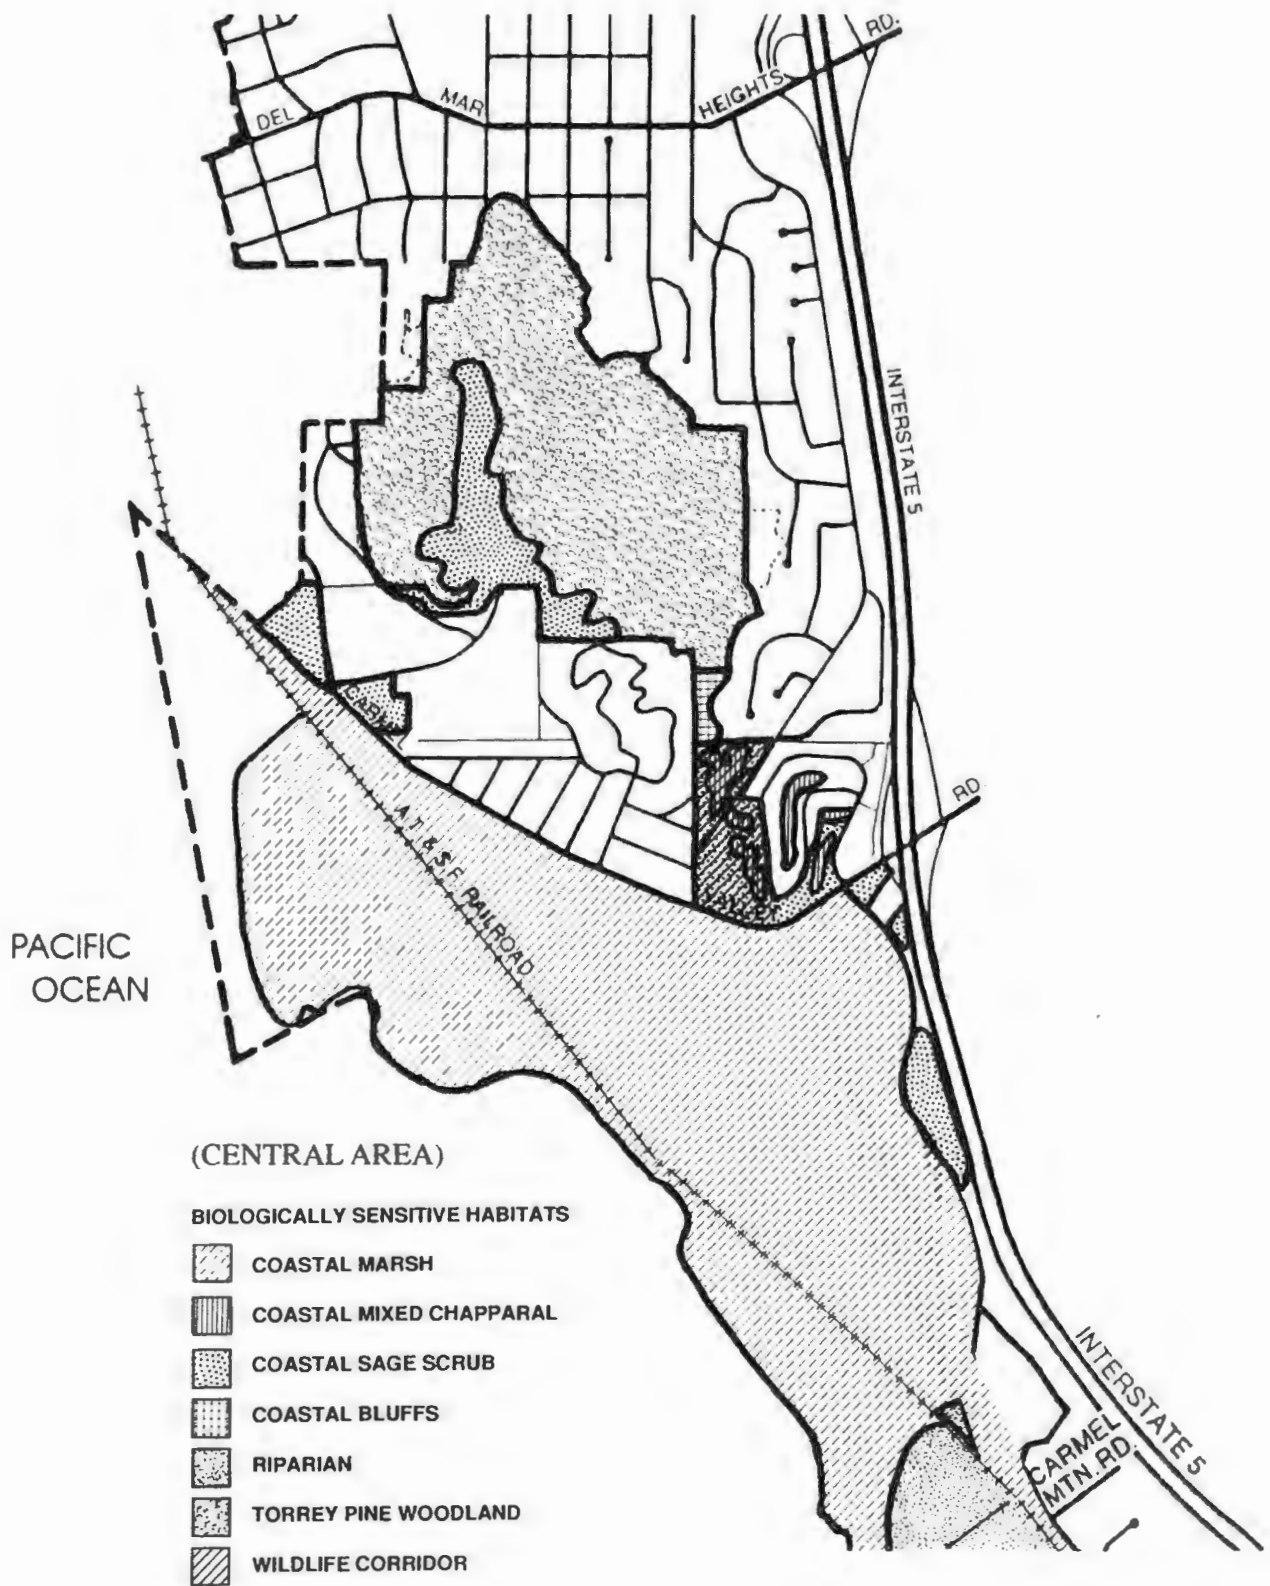 RD.
DEL
MAR
HEIGHTS
INTERSTATE 5
RD
A.T. & S.F. RAILROAD
PACIFIC
OCEAN
(CENTRAL AREA)
BIOLOGICALLY SENSITIVE HABITATS
COASTAL MARSH
COASTAL MIXED CHAPPARAL
COASTAL SAGE SCRUB
COASTAL BLUFFS
RIPARIAN
TORREY PINE WOODLAND
WILDLIFE CORRIDOR
INTERSTATE 5
CARMEL
MTN. RD.